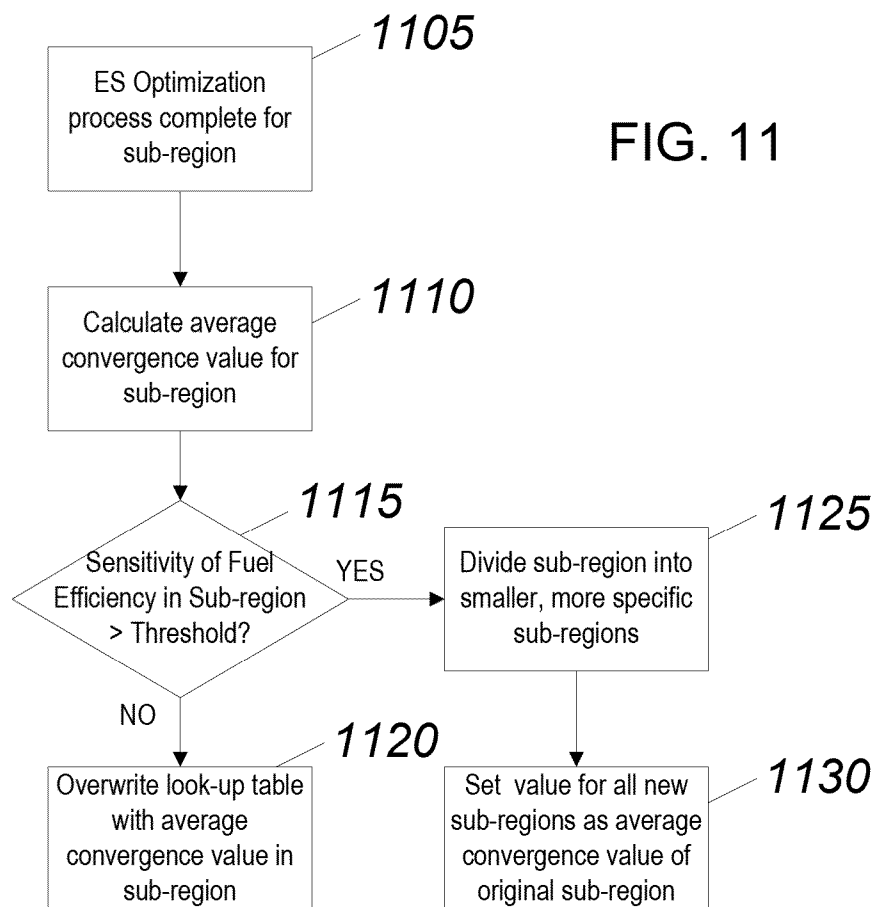 1105
ES Optimization
process complete for
sub-region
FIG. 11
1110
Calculate average
convergence value for
sub-region
1115
Sensitivity of Fuel
Efficiency in Sub-region
> Threshold?
YES
1125
Divide sub-region into
smaller, more specific
sub-regions
NO
1120
Overwrite look-up table
with average
convergence value in
sub-region
1130
Set value for all new
sub-regions as average
convergence value of
original sub-region